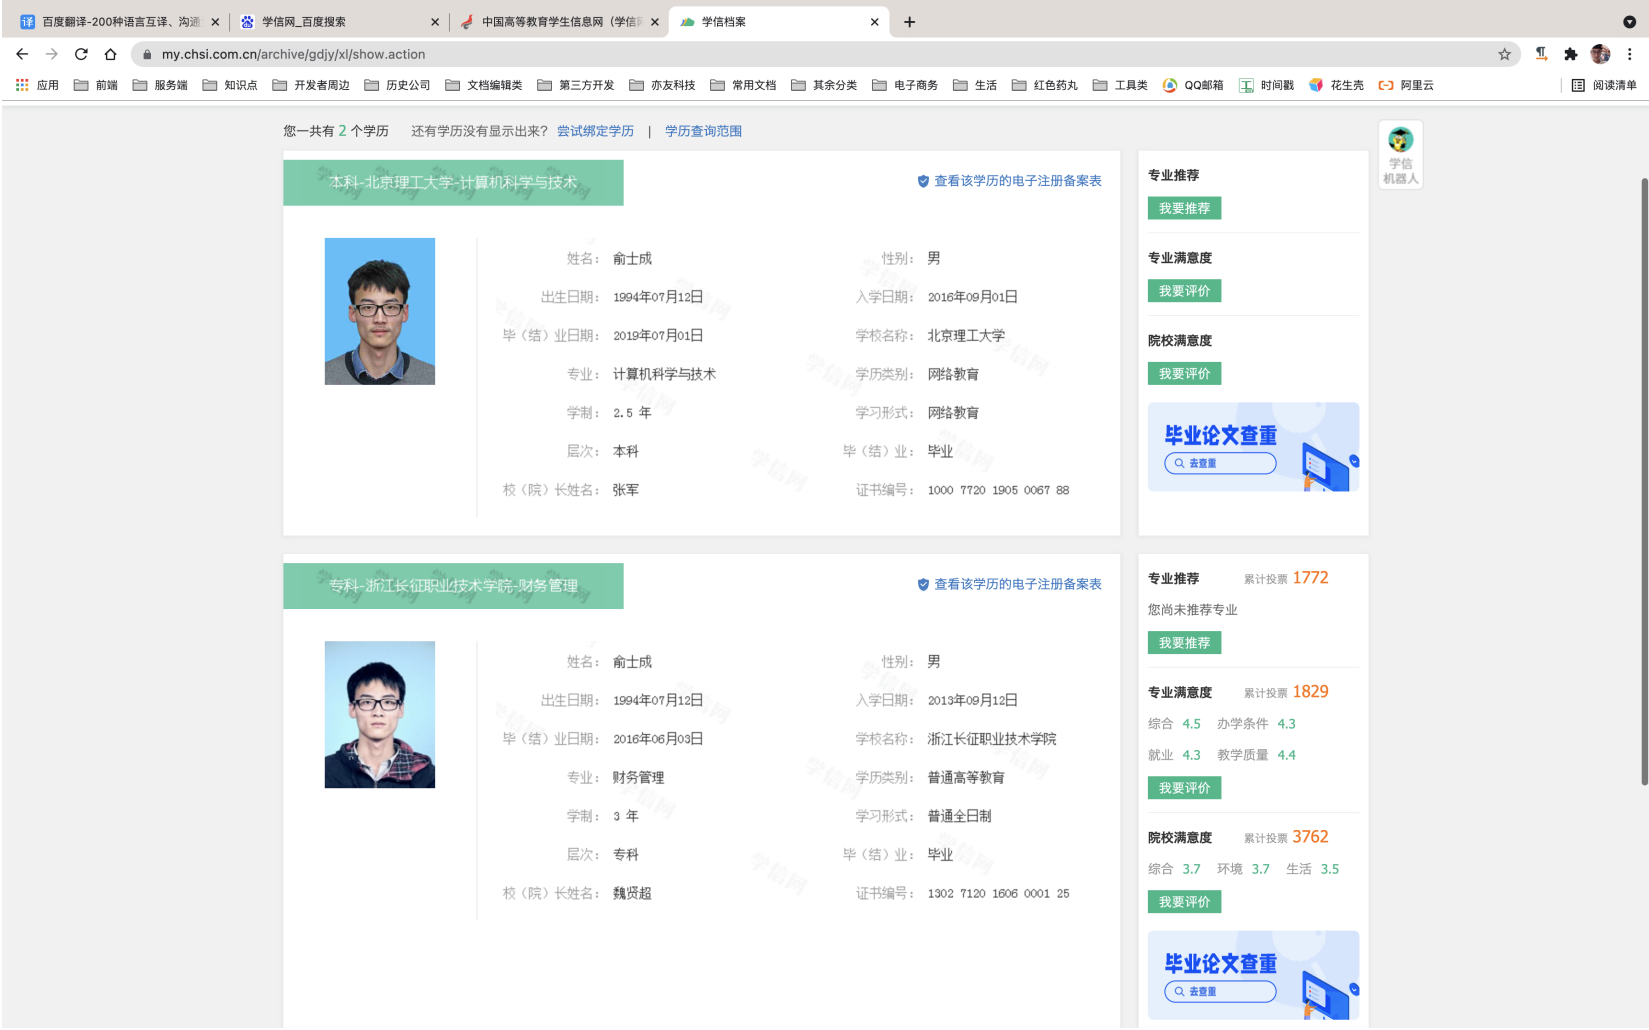 百度翻译-200种语言互译、沟通
学信网_百度搜索
中国高等教育学生信息网（学信网
学信档案
my.chsi.com.cn/archive/gdjy/xl/show.action
应用 前端 服务端 知识点 开发者周边 历史公司 文档编辑类 第三方开发 亦友科技 常用文档 其余分类 电子商务 生活 红色药丸 工具类 QQ邮箱 时间戳 花生壳 阿里云 阅读清单
您一共有 2 个学历 还有学历没有显示出来？ 尝试绑定学历 | 学历查询范围
学信
机器人
本科-北京理工大学-计算机科学与技术
查看该学历的电子注册备案表
姓名： 俞士成 性别： 男
出生日期： 1994年07月12日 入学日期： 2016年09月01日
毕（结）业日期： 2019年07月01日 学校名称： 北京理工大学
专业： 计算机科学与技术 学历类别： 网络教育
学制： 2.5 年 学习形式： 网络教育
层次： 本科 毕（结）业： 毕业
校（院）长姓名： 张军 证书编号： 1000 7720 1905 0067 88
专业推荐
我要推荐
专业满意度
我要评价
院校满意度
我要评价
毕业论文查重
去查重
专科-浙江长征职业技术学院-财务管理
查看该学历的电子注册备案表
姓名： 俞士成 性别： 男
出生日期： 1994年07月12日 入学日期： 2013年09月12日
毕（结）业日期： 2016年06月03日 学校名称： 浙江长征职业技术学院
专业： 财务管理 学历类别： 普通高等教育
学制： 3 年 学习形式： 普通全日制
层次： 专科 毕（结）业： 毕业
校（院）长姓名： 魏贤超 证书编号： 1302 7120 1606 0001 25
专业推荐 累计投票 1772
您尚未推荐专业
我要推荐
专业满意度 累计投票 1829
综合 4.5 办学条件 4.3
就业 4.3 教学质量 4.4
我要评价
院校满意度 累计投票 3762
综合 3.7 环境 3.7 生活 3.5
我要评价
毕业论文查重
去查重